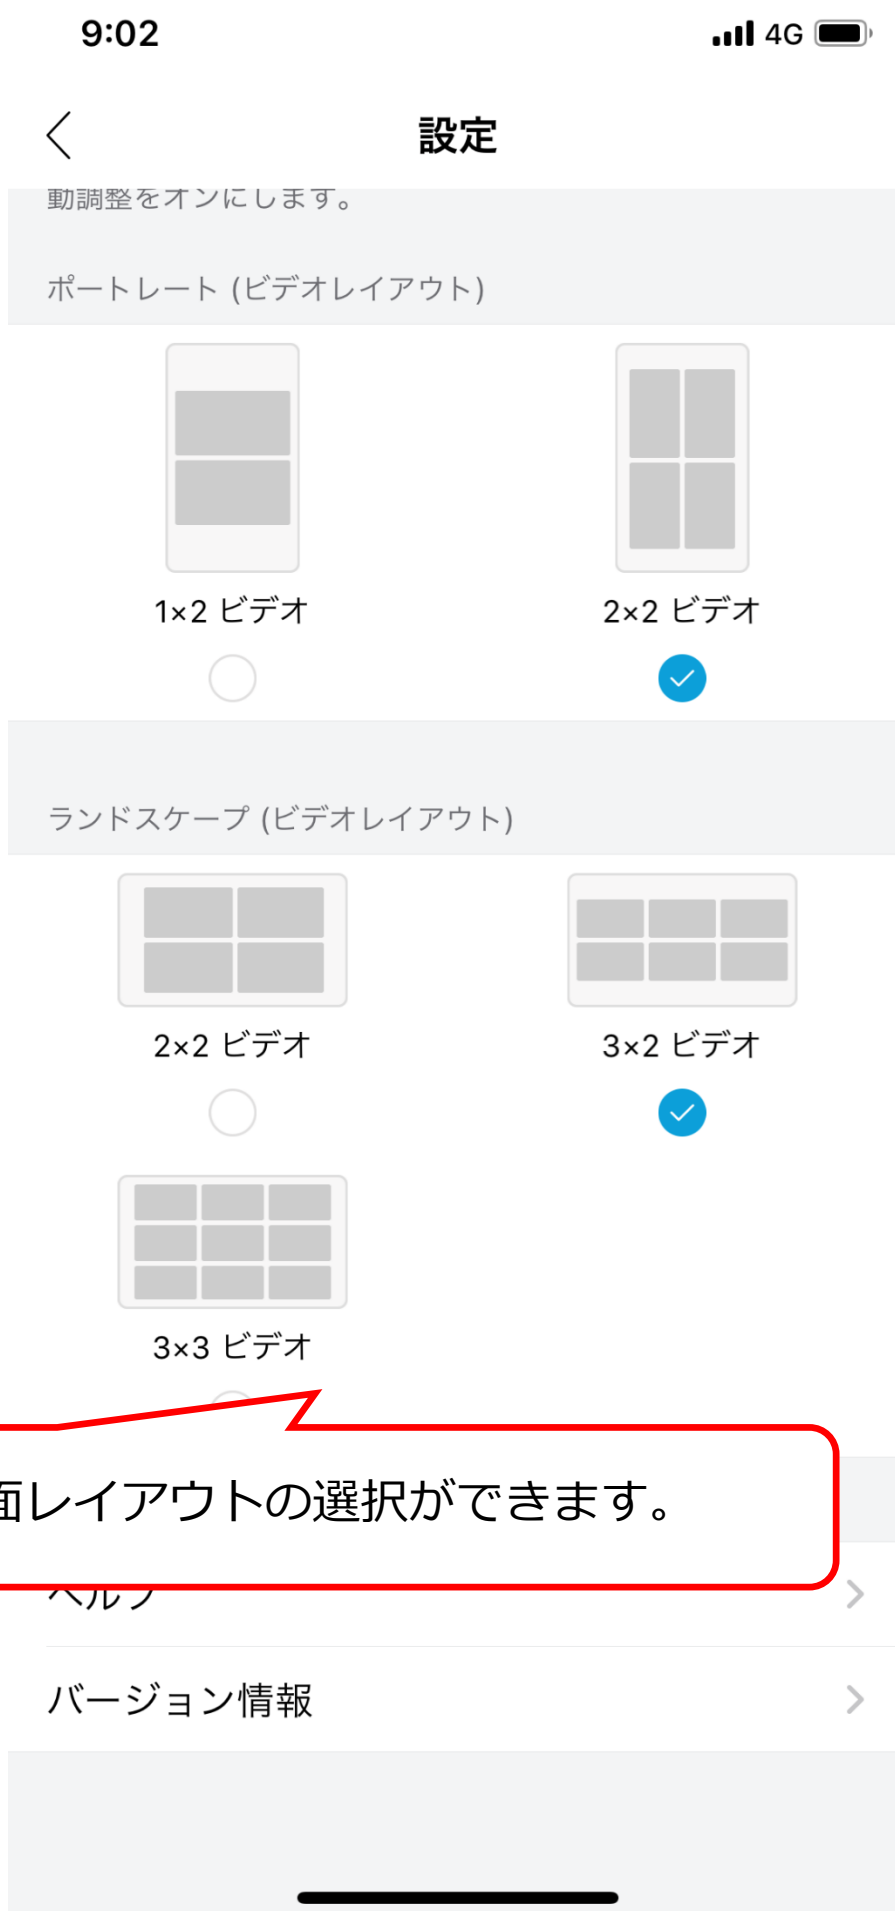 9:02 4G
設定
動調整をオンにします。
ポートレート (ビデオレイアウト)
1×2 ビデオ 2×2 ビデオ
ランドスケープ (ビデオレイアウト)
2×2 ビデオ 3×2 ビデオ
3×3 ビデオ
面レイアウトの選択ができます。
ヘルプ
バージョン情報